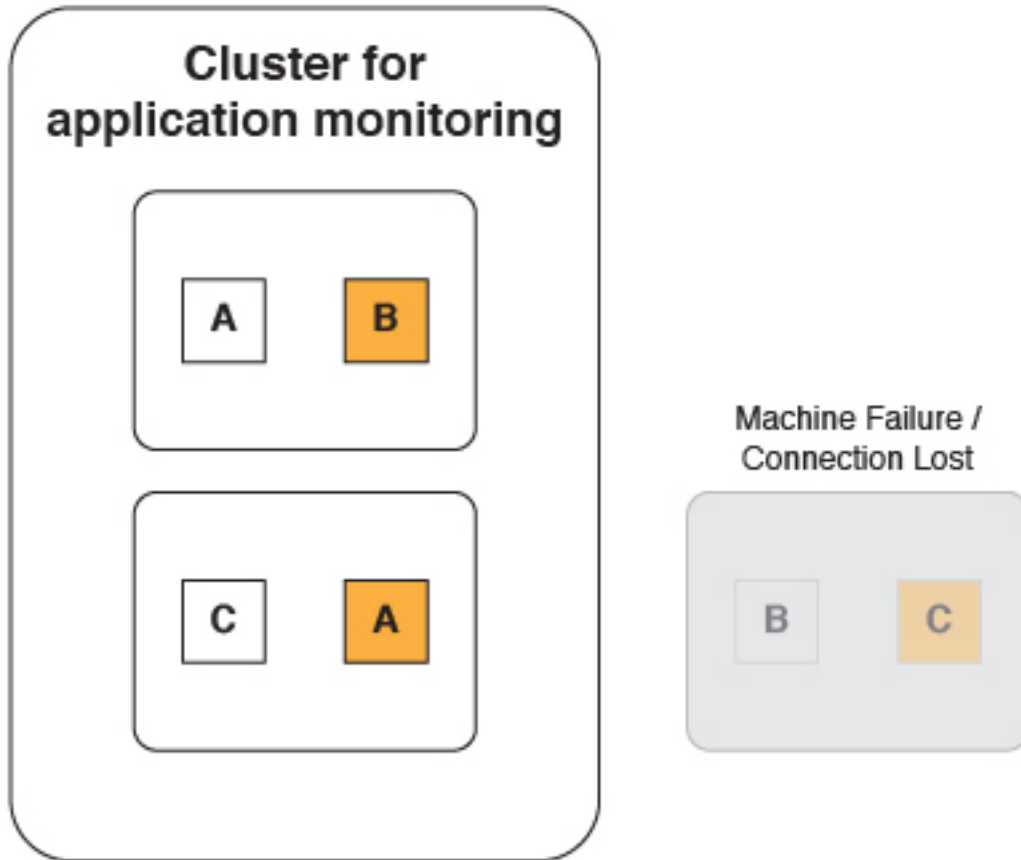 Cluster for
application monitoring
A
B
C
A
Machine Failure /
Connection Lost
B
C